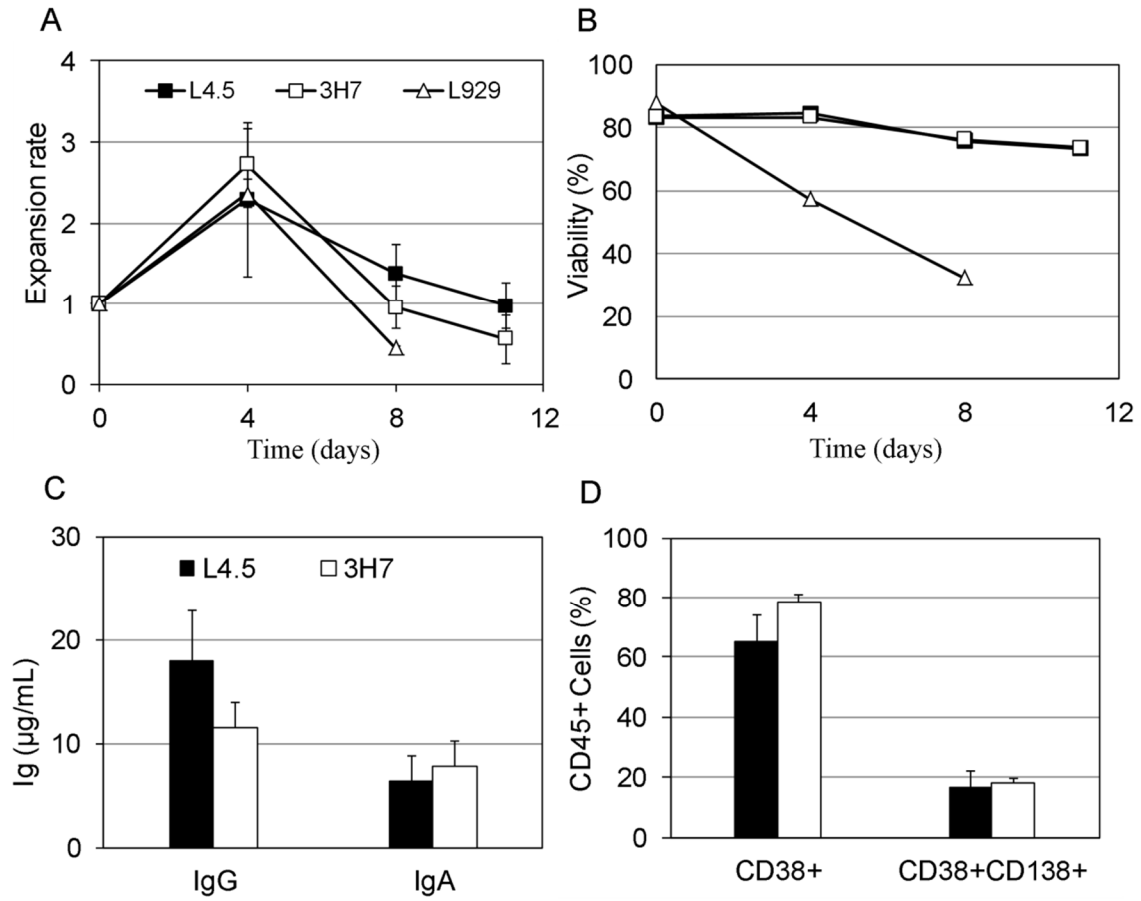 A
Expansion rate
4
3
2
1
0
L4.5 3H7 L929
0 4 8 12
Time (days)
B
Viability (%)
100
80
60
40
20
0
0 4 8 12
Time (days)
C
Ig (µg/mL)
30
20
10
0
L4.5 3H7
IgG IgA
D
CD45+ Cells (%)
100
80
60
40
20
0
CD38+ CD38+CD138+